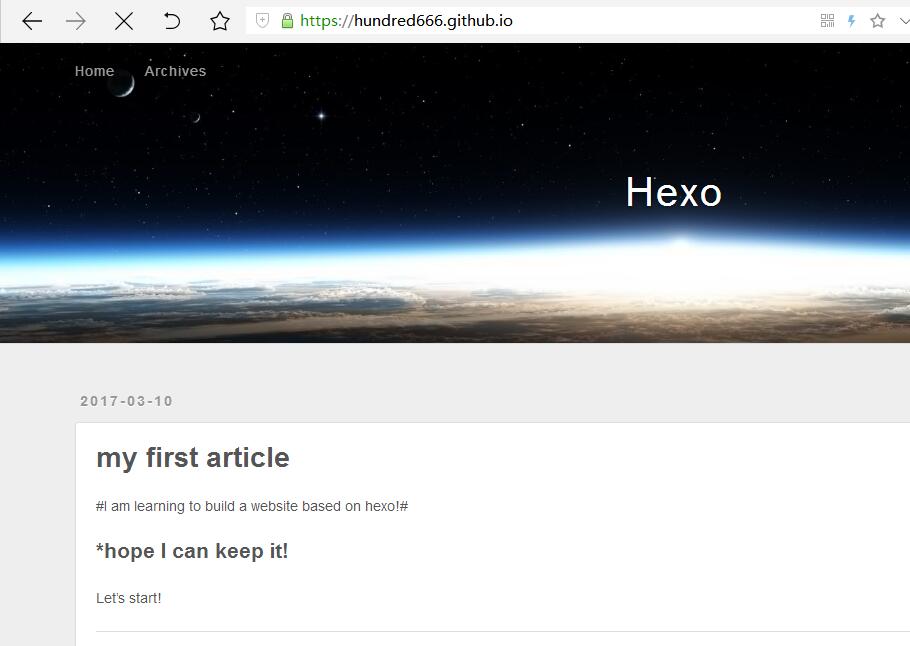 https://hundred666.github.io
Home Archives
Hexo
2017-03-10
my first article
#I am learning to build a website based on hexo!#
*hope I can keep it!
Let's start!